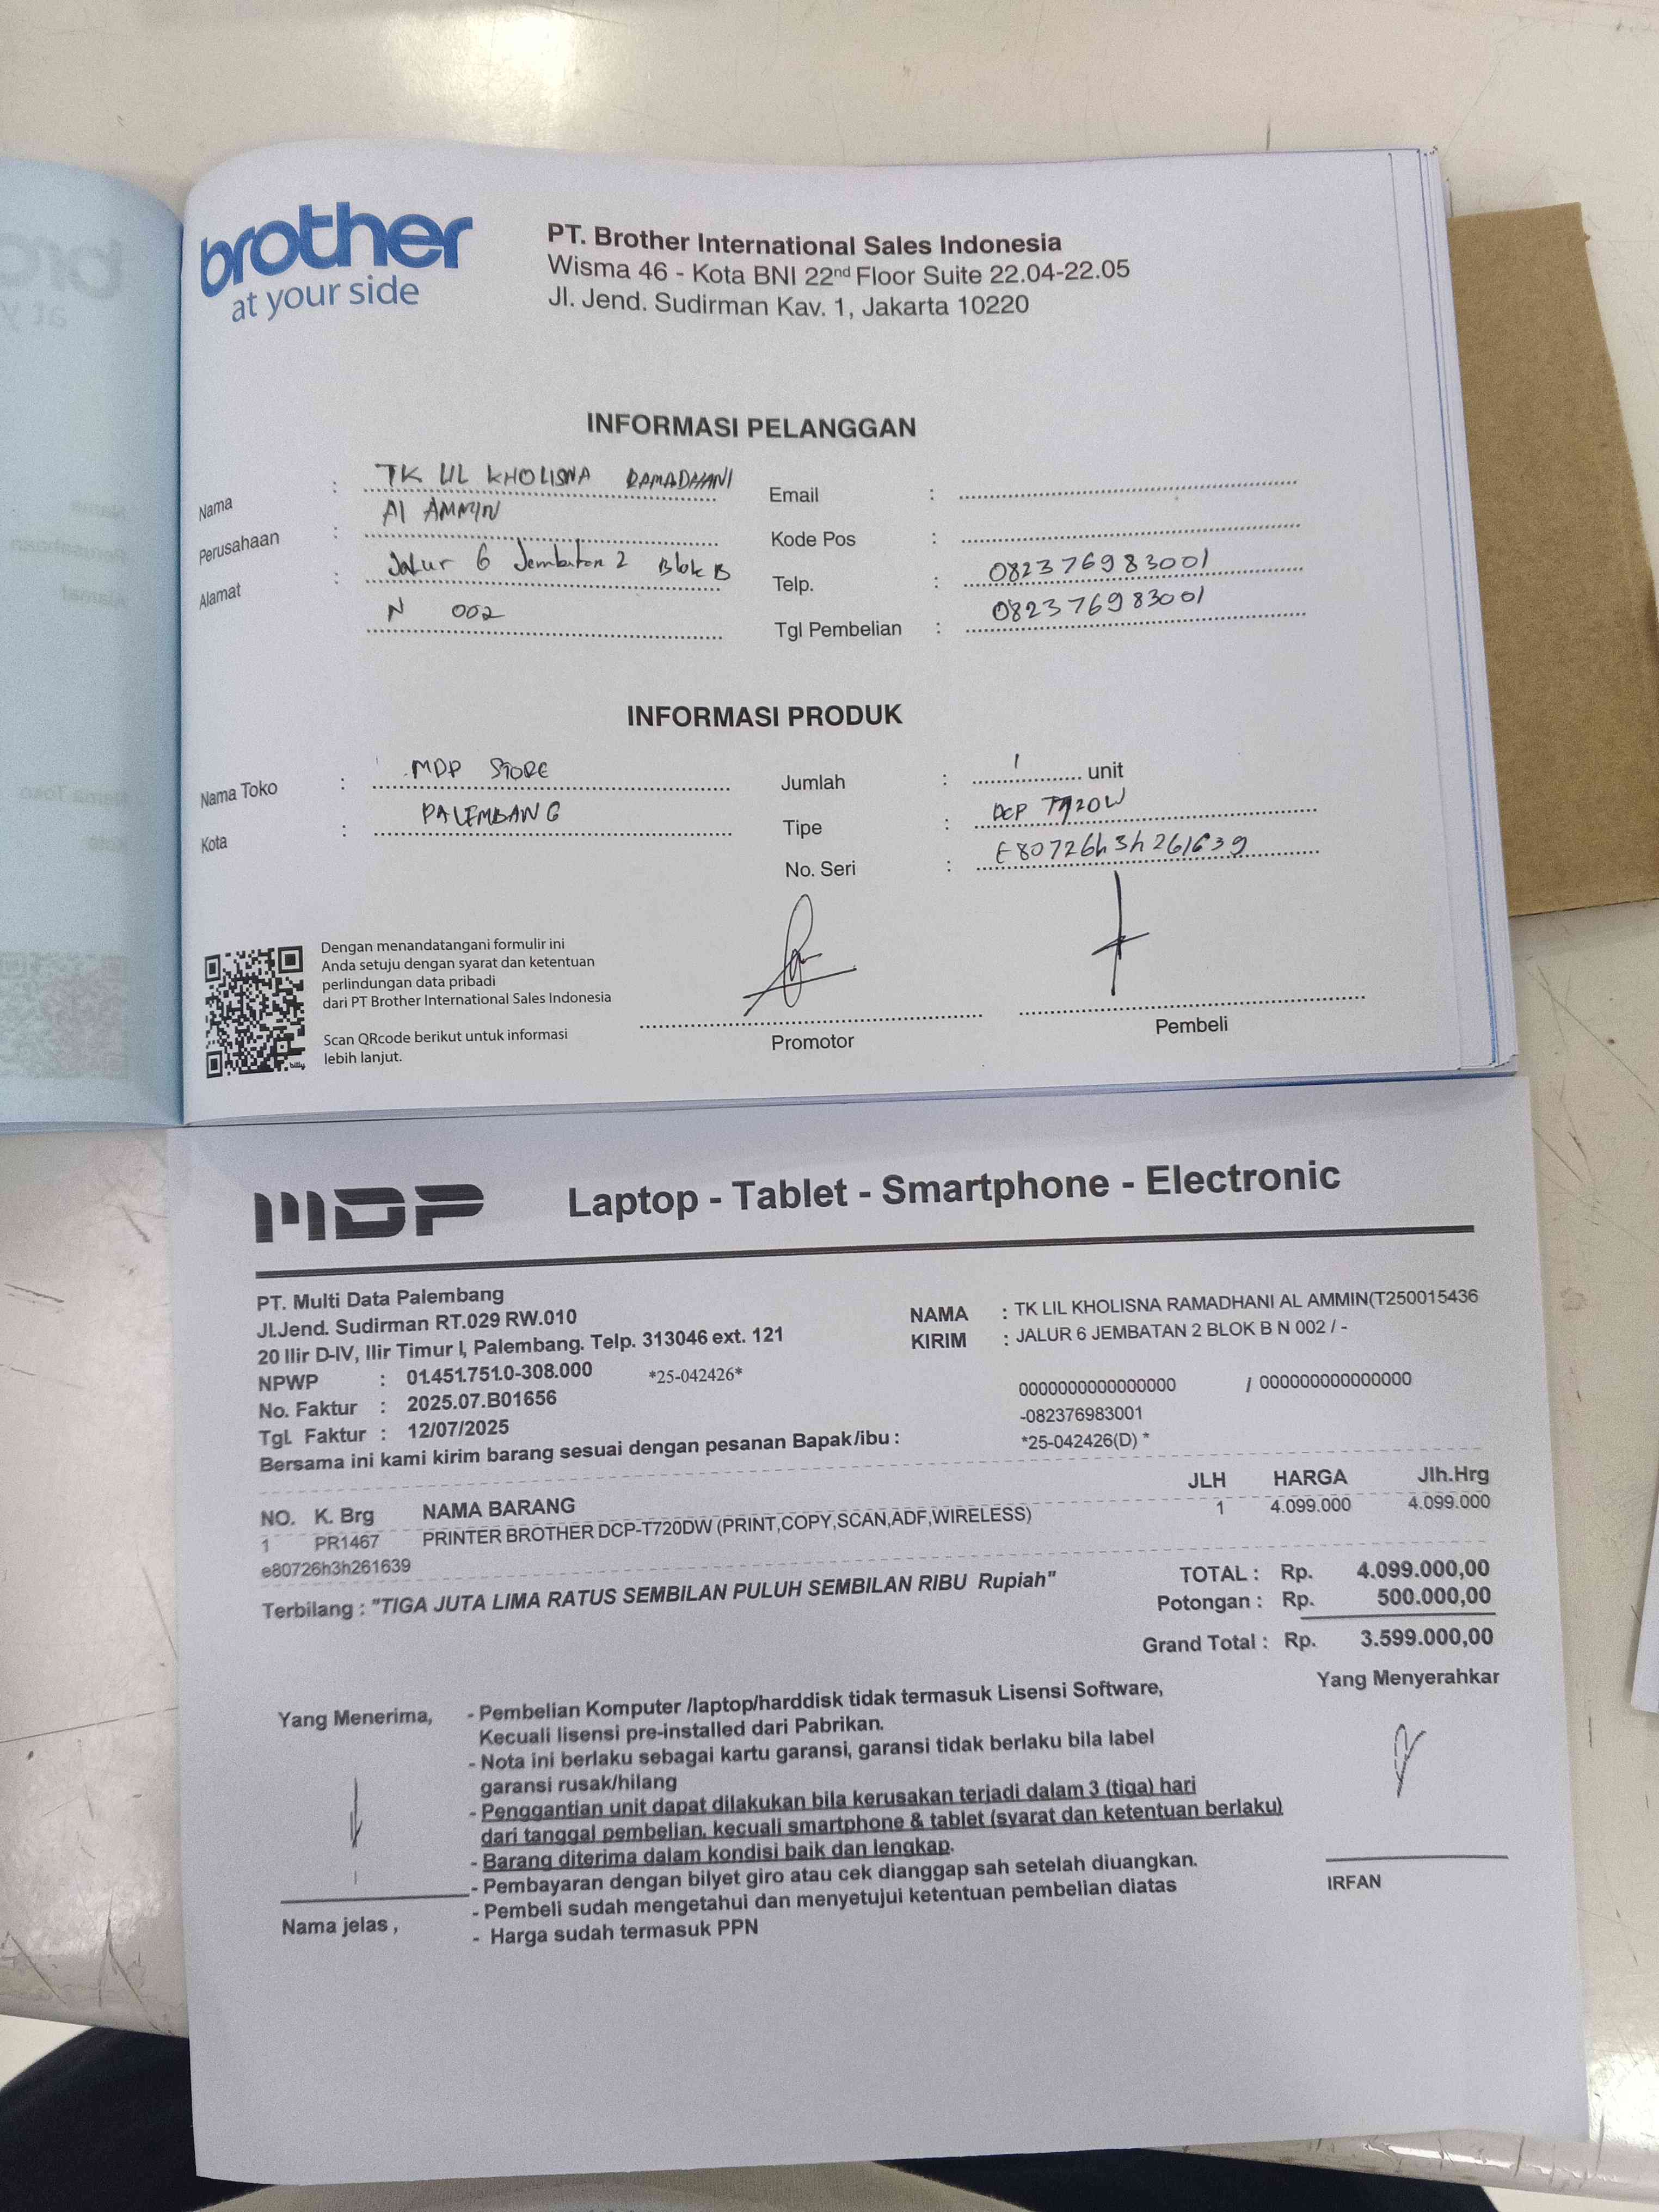 brother
at your side
PT. Brother International Sales Indonesia
Wisma 46 - Kota BNI 22nd Floor Suite 22.04-22.05
Jl. Jend. Sudirman Kav. 1, Jakarta 10220
INFORMASI PELANGGAN
Nama : TK LIL KHOLISNA RAMADHANI
Perusahaan : Al AMMIN
Alamat : Jalur 6 Jembatan 2 Blok B
N 002
Email :
Kode Pos :
Telp. : 082376983001
Tgl Pembelian : 082376983001
INFORMASI PRODUK
Nama Toko : MDP STORE
Kota : PALEMBANG
Jumlah : 1 unit
Tipe : DCP
No. Seri : E80726h3h261639
Dengan menandatangani formulir ini
Anda setuju dengan syarat dan ketentuan
perlindungan data pribadi
dari PT Brother International Sales Indonesia
Scan QRcode berikut untuk informasi
lebih lanjut.
Promotor
Pembeli
MDP Laptop - Tablet - Smartphone - Electronic
PT. Multi Data Palembang
Jl.Jend. Sudirman RT.029 RW.010
20 Ilir D-IV, Ilir Timur I, Palembang. Telp. 313046 ext. 121
NPWP : 01.451.751.0-308.000 *25-042426*
No. Faktur : 2025.07.B01656
Tgl. Faktur : 12/07/2025
Bersama ini kami kirim barang sesuai dengan pesanan Bapak/ibu :
NAMA : TK LIL KHOLISNA RAMADHANI AL AMMIN(T250015436
KIRIM : JALUR 6 JEMBATAN 2 BLOK B N 002 / -
0000000000000000 / 000000000000000
-082376983001
*25-042426(D) *
NO. K. Brg NAMA BARANG JLH HARGA Jlh.Hrg
1 PR1467 PRINTER BROTHER DCP-T720DW (PRINT,COPY,SCAN,ADF,WIRELESS) 1 4.099.000 4.099.000
e80726h3h261639
Terbilang : "TIGA JUTA LIMA RATUS SEMBILAN PULUH SEMBILAN RIBU Rupiah"
TOTAL : Rp. 4.099.000,00
Potongan : Rp. 500.000,00
Grand Total : Rp. 3.599.000,00
Yang Menerima,
- Pembelian Komputer /laptop/harddisk tidak termasuk Lisensi Software,
Kecuali lisensi pre-installed dari Pabrikan.
- Nota ini berlaku sebagai kartu garansi, garansi tidak berlaku bila label
garansi rusak/hilang
- Penggantian unit dapat dilakukan bila kerusakan terjadi dalam 3 (tiga) hari
dari tanggal pembelian, kecuali smartphone & tablet (syarat dan ketentuan berlaku)
- Barang diterima dalam kondisi baik dan lengkap.
- Pembayaran dengan bilyet giro atau cek dianggap sah setelah diuangkan.
- Pembeli sudah mengetahui dan menyetujui ketentuan pembelian diatas
- Harga sudah termasuk PPN
Nama jelas ,
Yang Menyerahkar
IRFAN